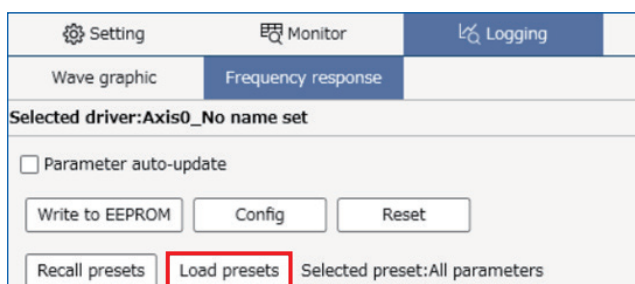 Setting Monitor Logging
Wave graphic Frequency response
Selected driver:Axis0_No name set
Parameter auto-update
Write to EEPROM Config Reset
Recall presets Load presets Selected preset:All parameters